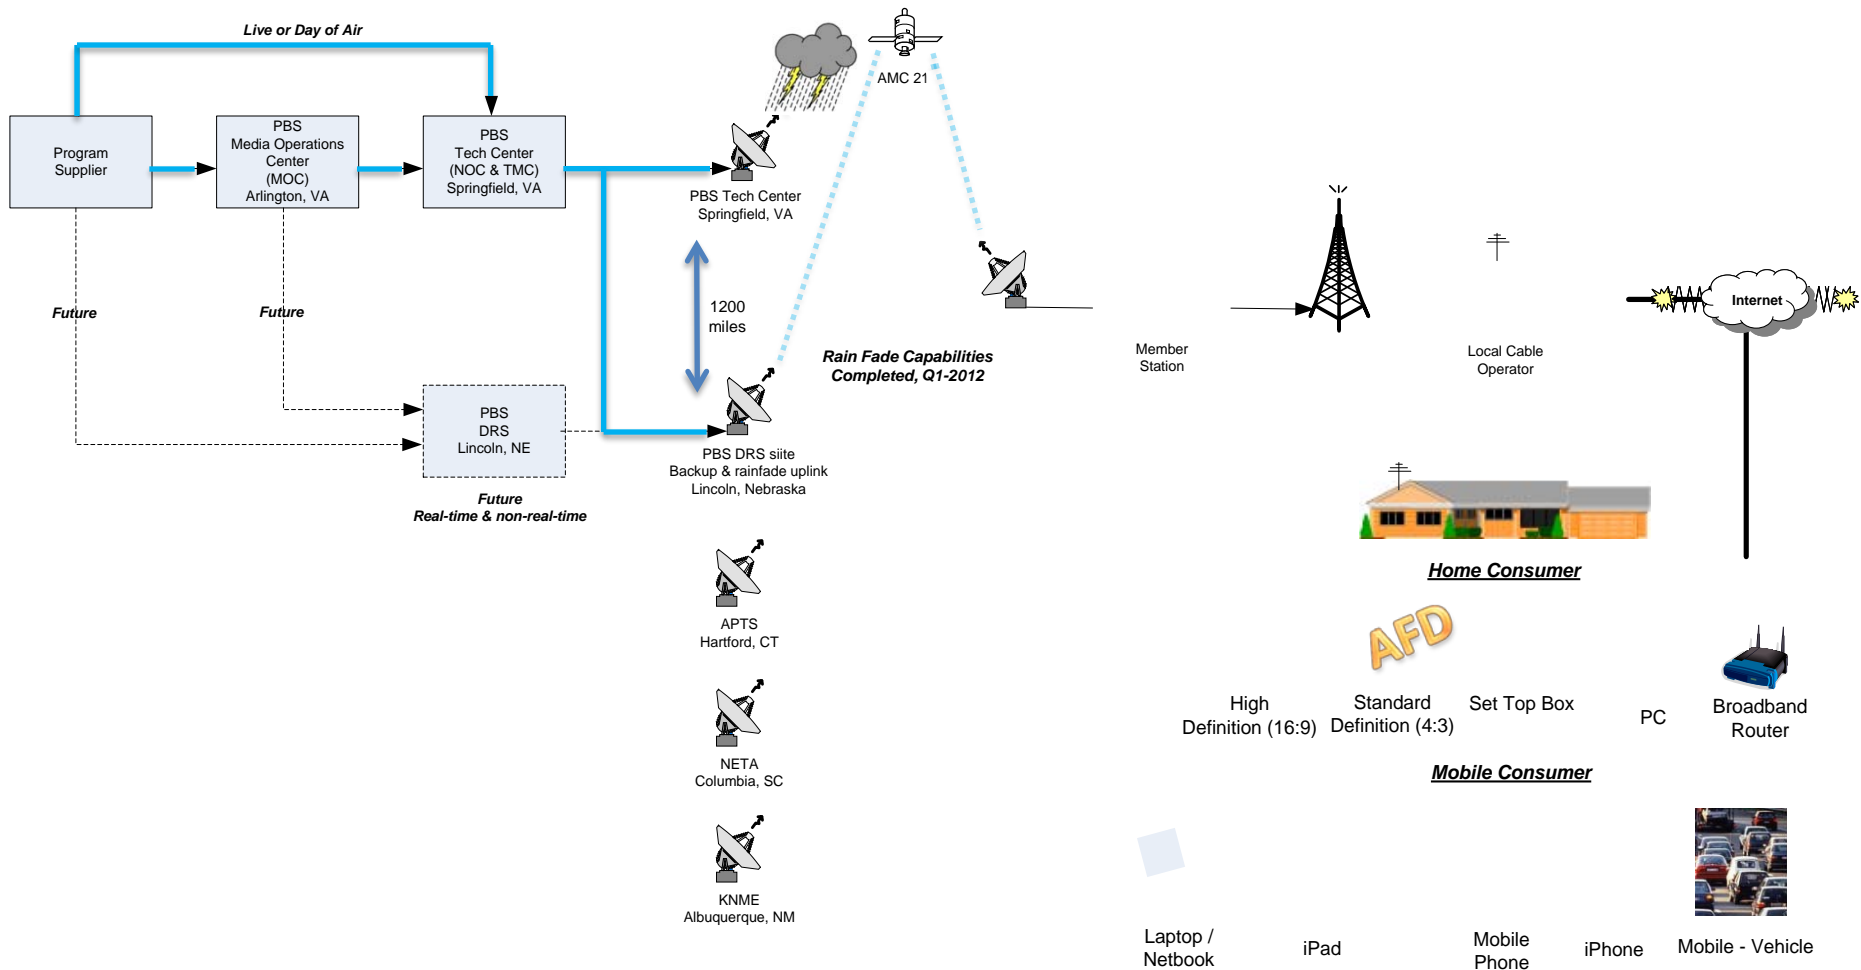 Live or Day of Air
AMC 21
Program
Supplier
PBS
Media Operations
Center
(MOC)
Arlington, VA
PBS
Tech Center
(NOC & TMC)
Springfield, VA
PBS Tech Center
Springfield, VA
Future
Future
1200
miles
Rain Fade Capabilities
Completed, Q1-2012
Member
Station
Local Cable
Operator
Internet
PBS
DRS
Lincoln, NE
Future
Real-time & non-real-time
PBS DRS siite
Backup & rainfade uplink
Lincoln, Nebraska
APTS
Hartford, CT
NETA
Columbia, SC
KNME
Albuquerque, NM
Home Consumer
AFD
High
Definition (16:9)
Standard
Definition (4:3)
Set Top Box
PC
Broadband
Router
Mobile Consumer
Laptop /
Netbook
iPad
Mobile
Phone
iPhone
Mobile - Vehicle